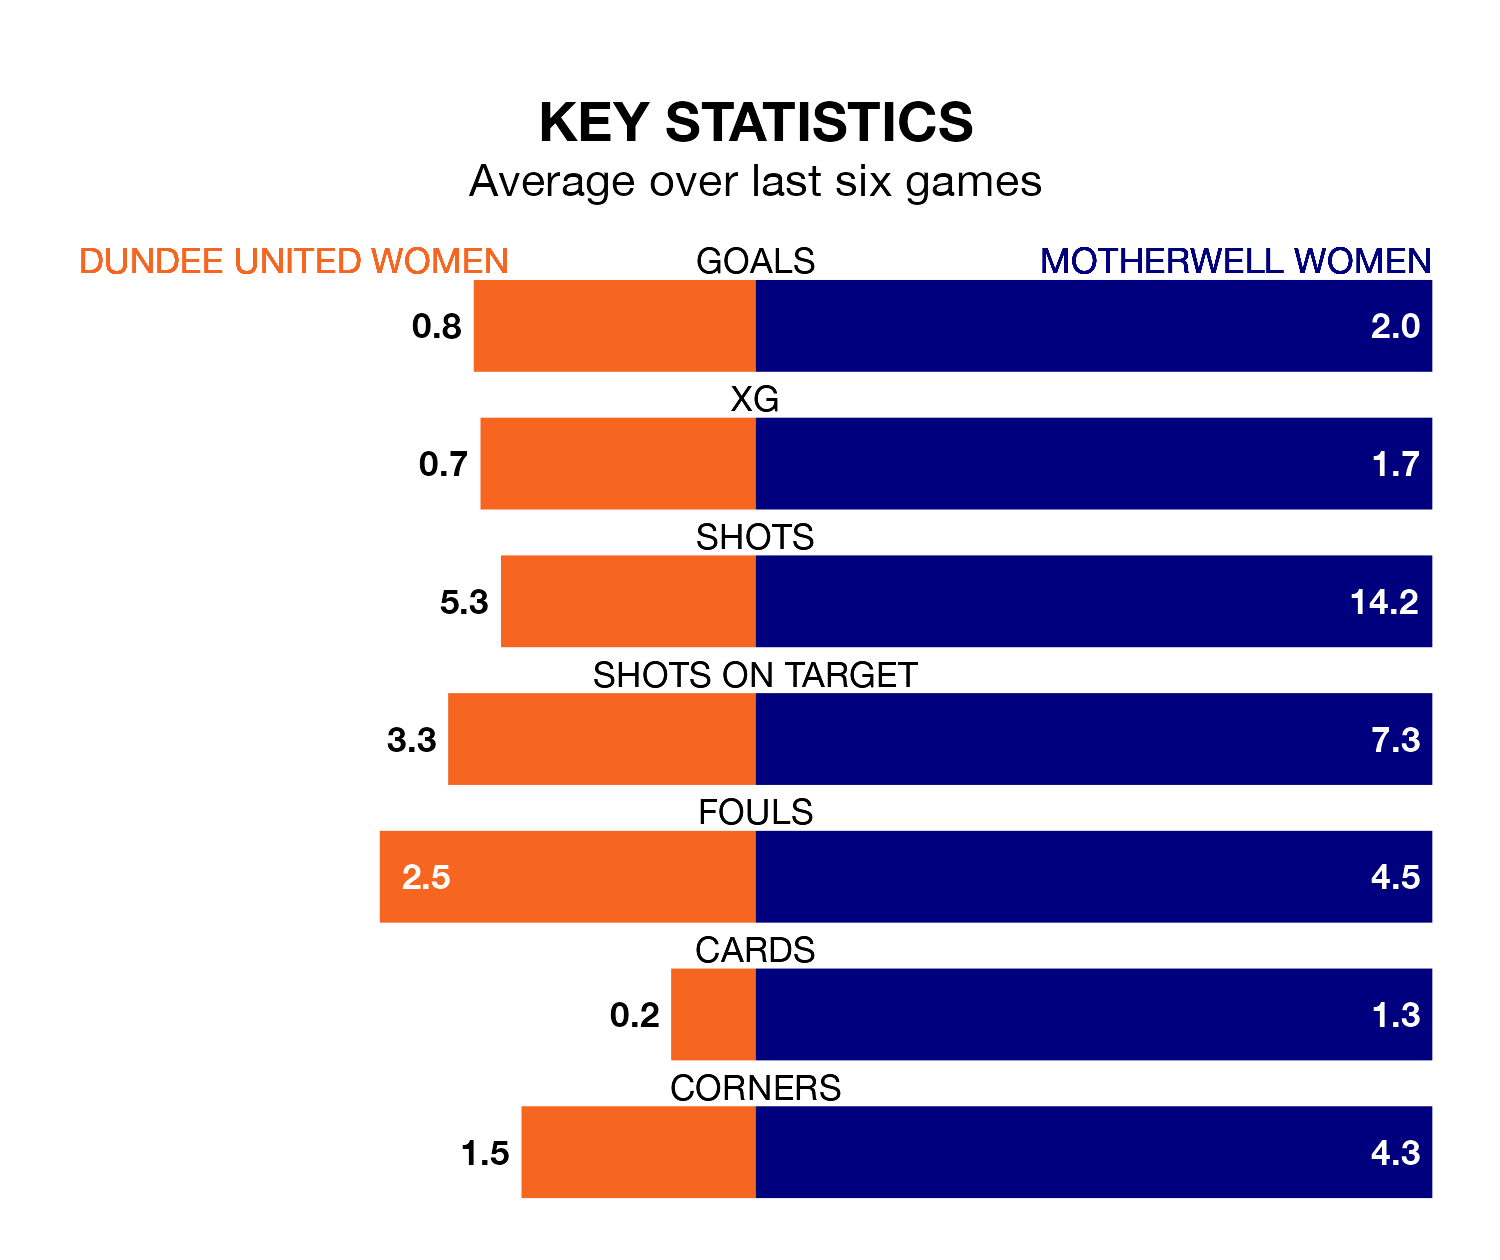 KEY STATISTICS
Average over last six games
DUNDEE UNITED WOMEN GOALS MOTHERWELL WOMEN
0.8 2.0
XG
0.7 1.7
SHOTS
5.3 14.2
SHOTS ON TARGET
3.3 7.3
FOULS
2.5 4.5
CARDS
0.2 1.3
CORNERS
1.5 4.3